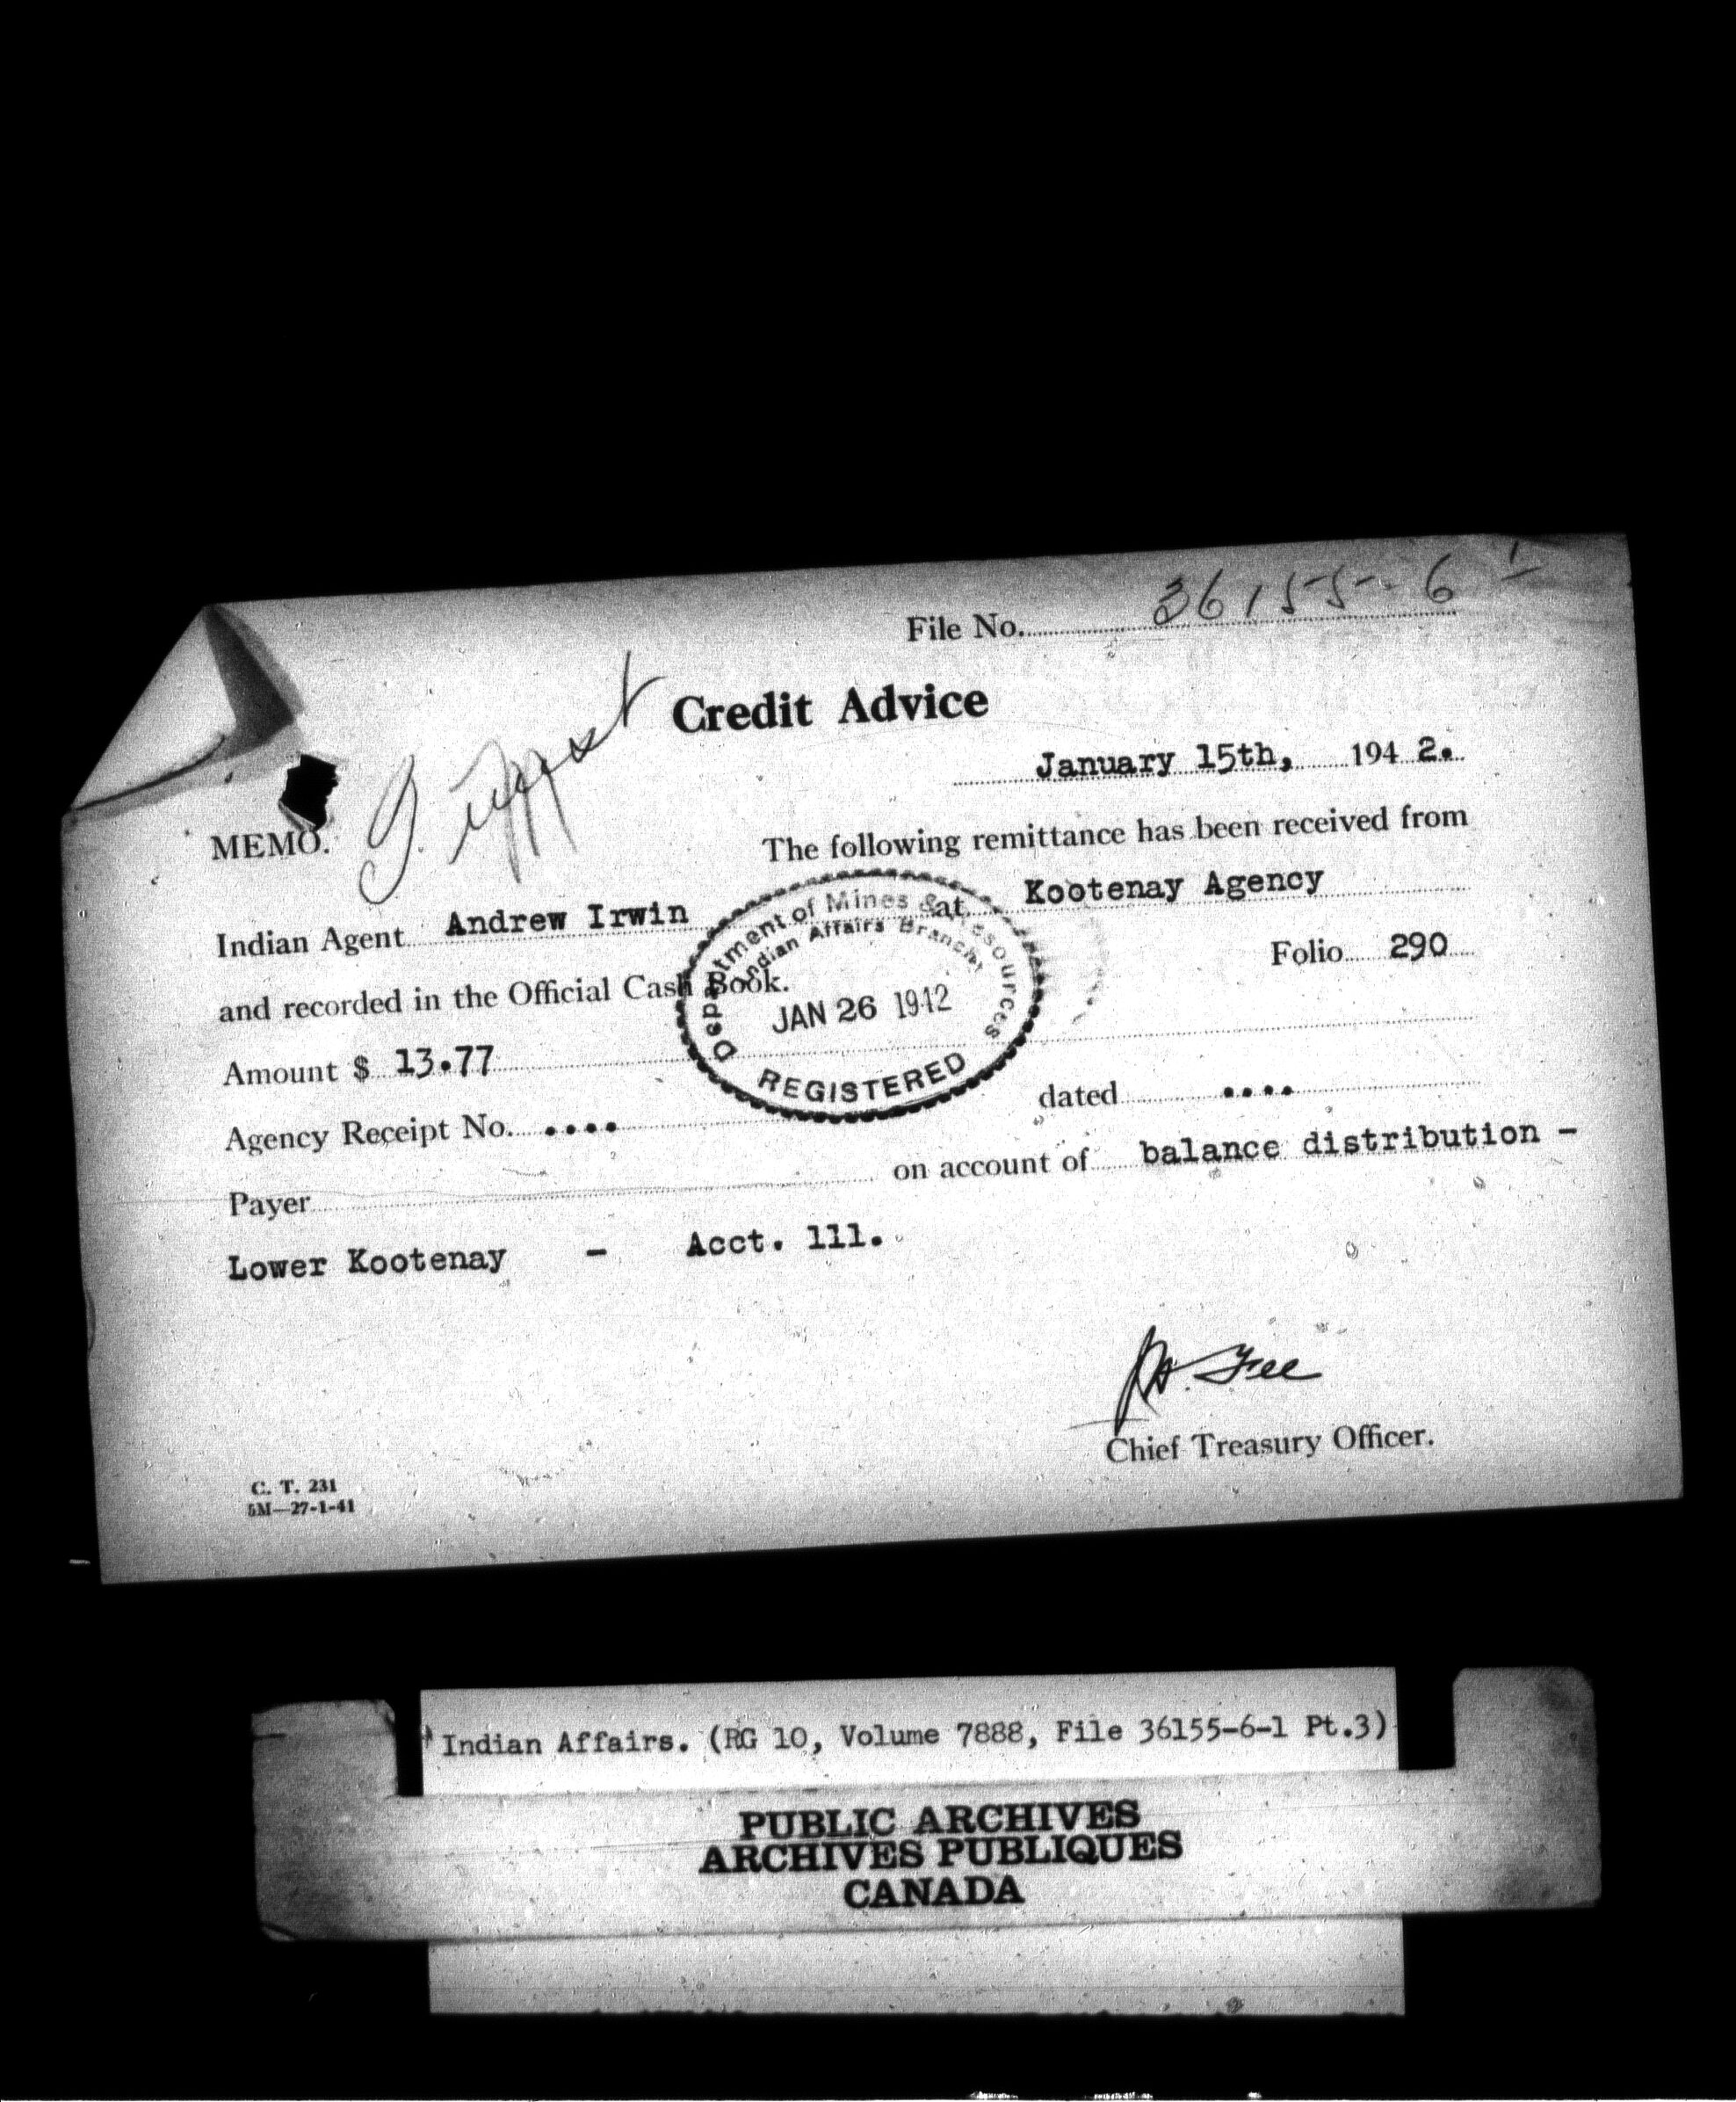 File No. 36155-6-1
Credit Advice
January 15th, 1942.
MEMO.
The following remittance has been received from
Indian Agent Andrew Irwin at Kootenay Agency
and recorded in the Official Cash Book. Folio 290
Department of Mines & Resources
Indian Affairs Branch
JAN 26 1942
REGISTERED
Amount $ 13.77
Agency Receipt No. .... dated ....
Payer on account of balance distribution -
Lower Kootenay - Acct. 111.
Fee
Chief Treasury Officer.
C. T. 231
5M—27-1-41
Indian Affairs. (RG 10, Volume 7888, File 36155-6-1 Pt.3)
PUBLIC ARCHIVES
ARCHIVES PUBLIQUES
CANADA